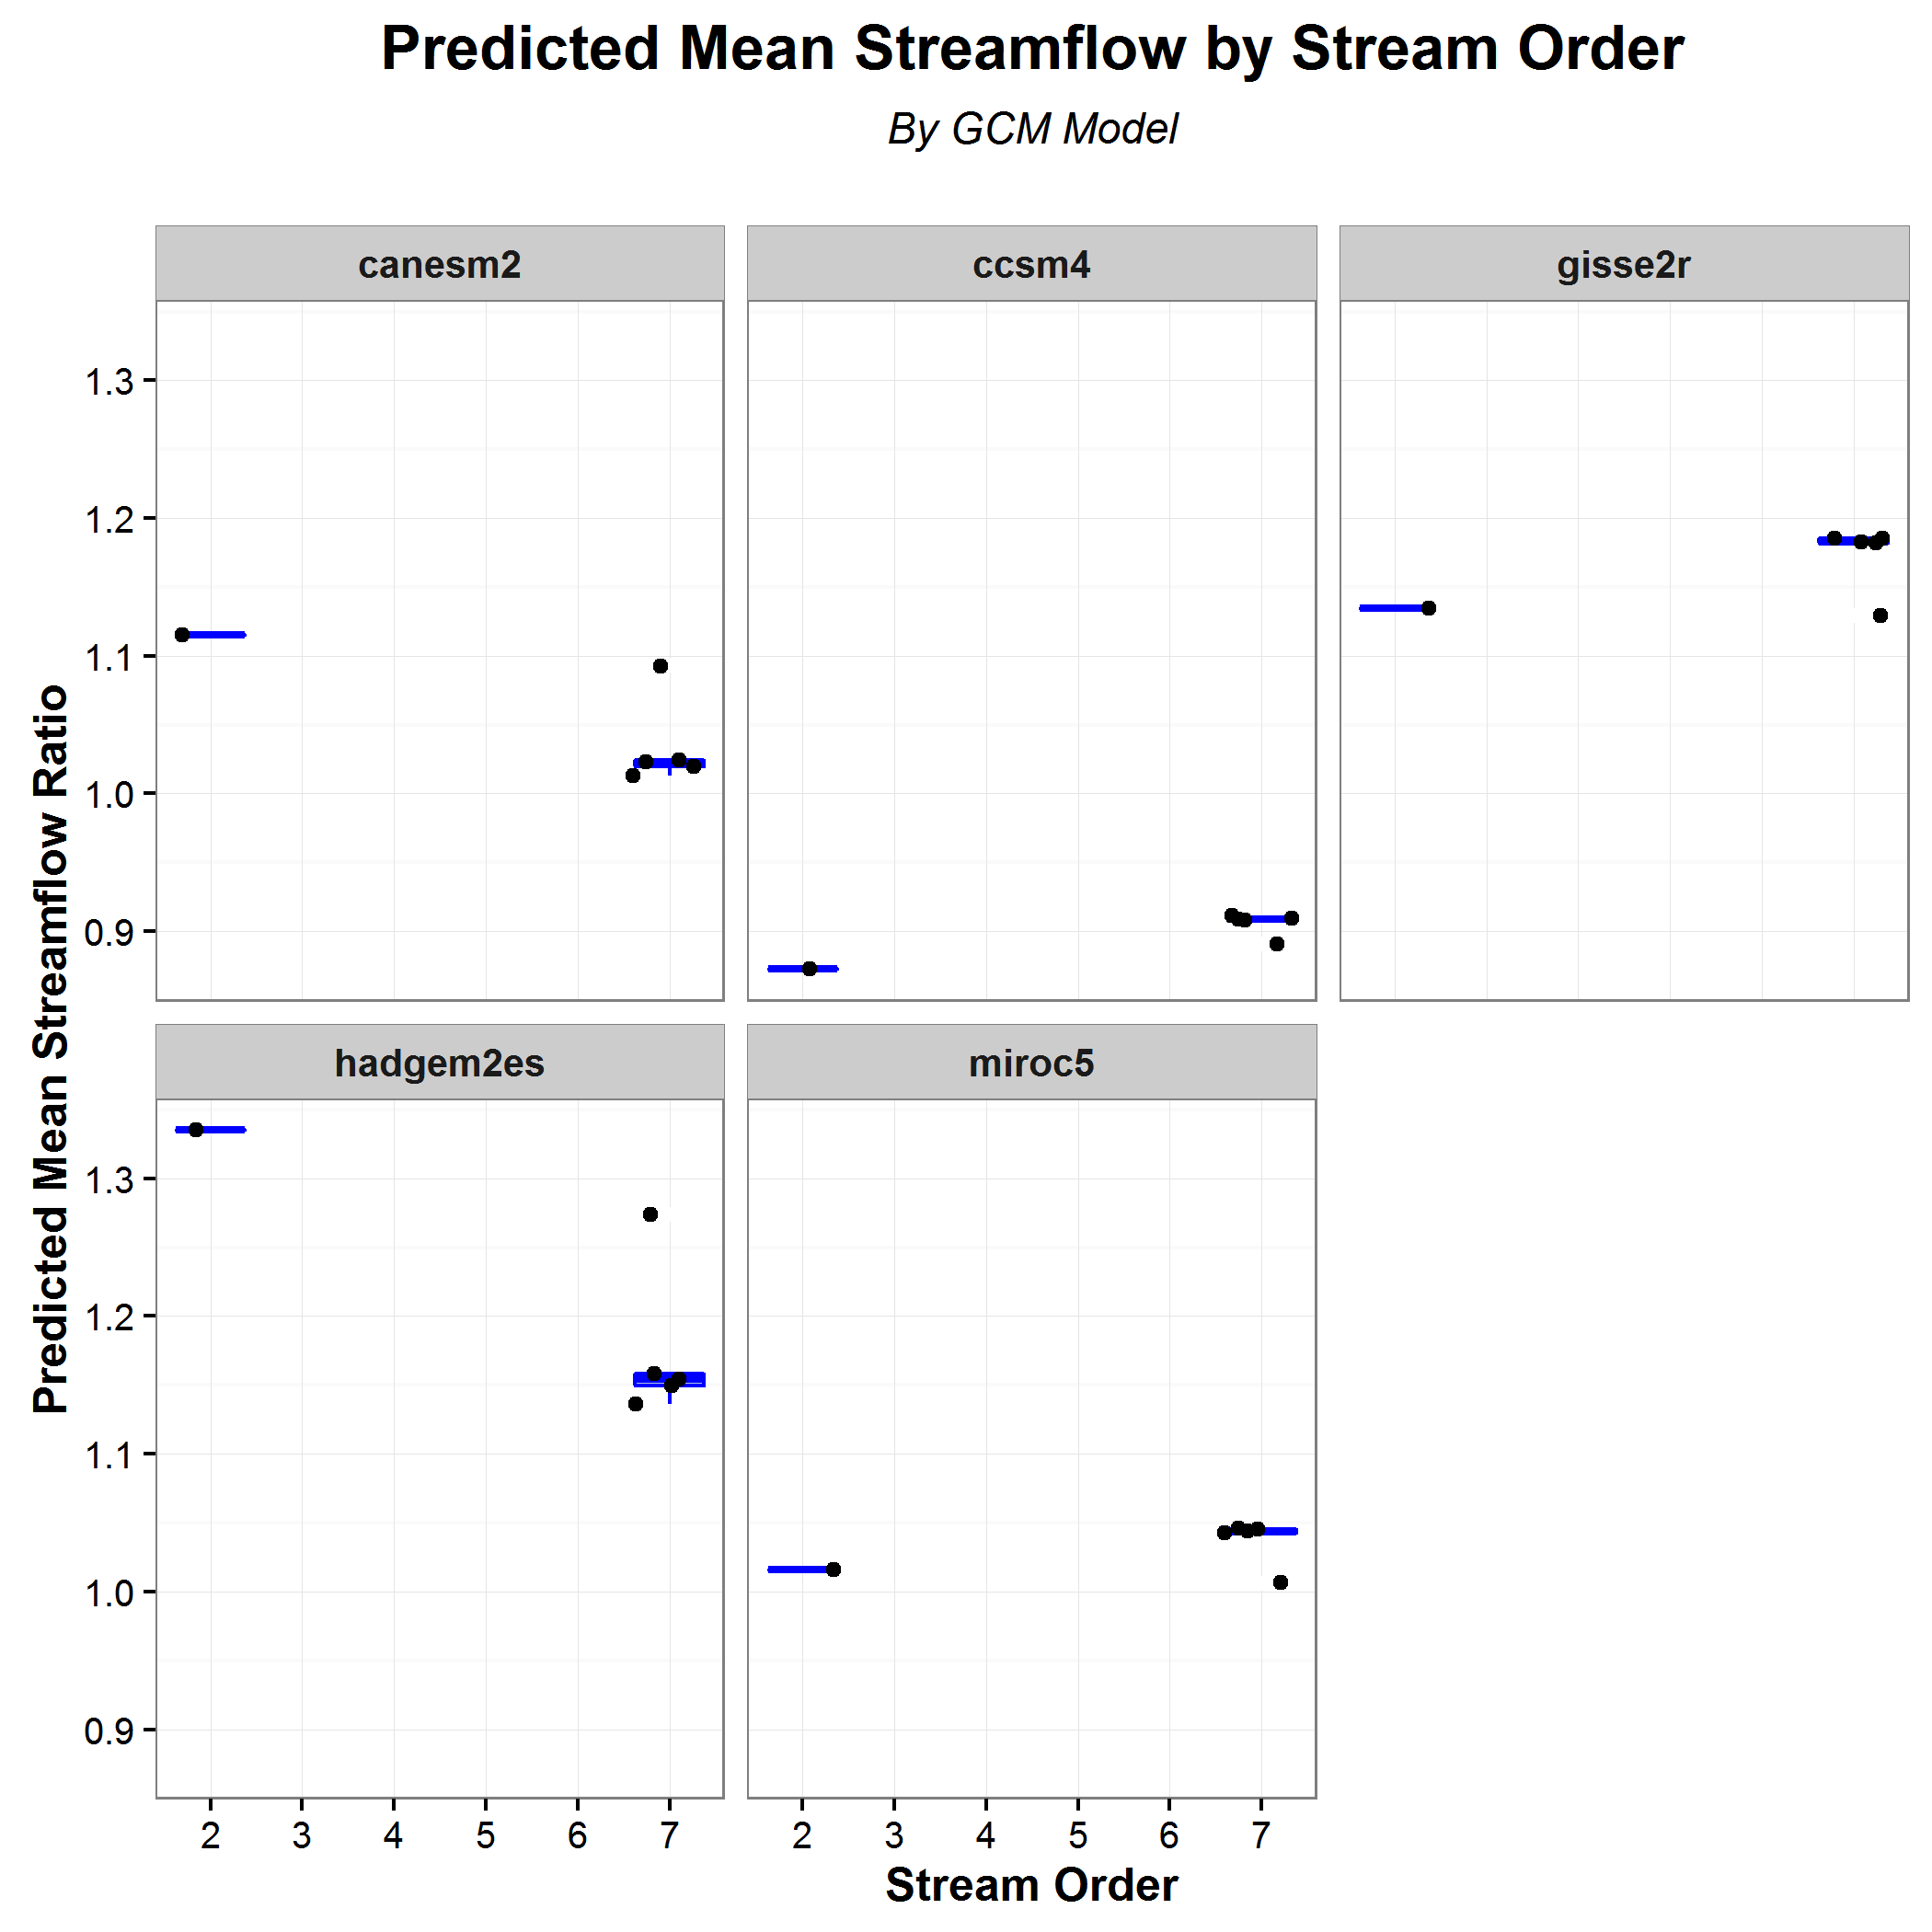 Predicted Mean Streamflow by Stream Order
By GCM Model
canesm2
ccsm4
gisse2r
1.3
1.2
1.1
1.0
0.9
Predicted Mean Streamflow Ratio
hadgem2es
miroc5
1.3
1.2
1.1
1.0
0.9
2 3 4 5 6 7
2 3 4 5 6 7
Stream Order